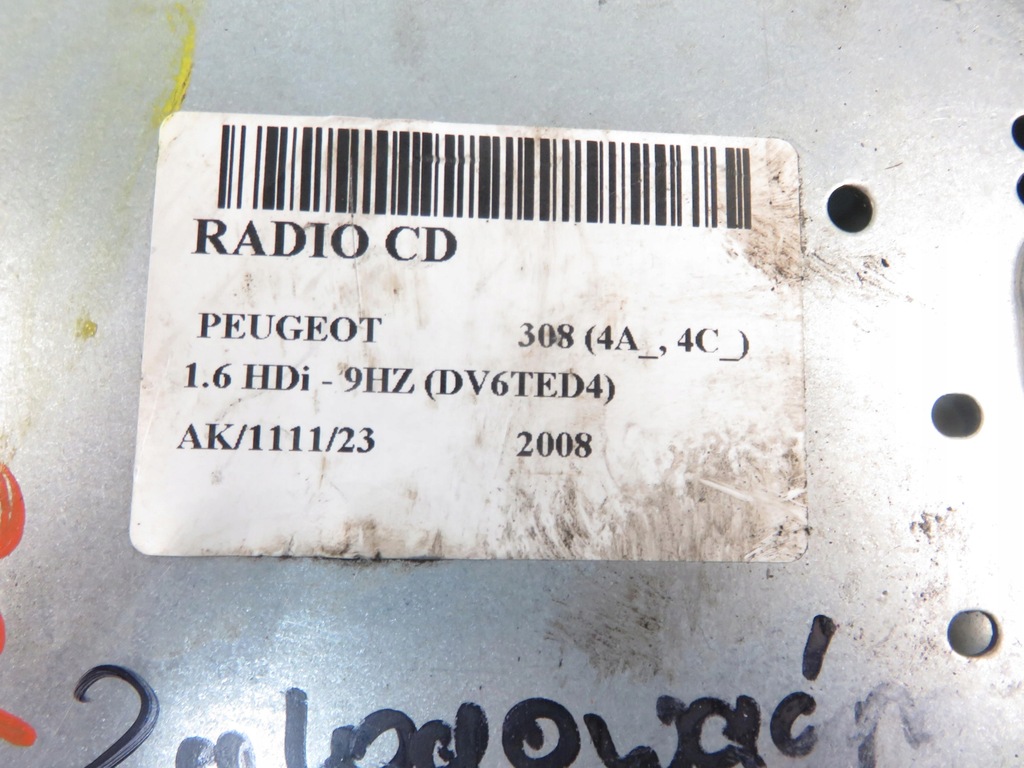 RADIO CD
PEUGEOT 308 (4A_, 4C_)
1.6 HDi - 9HZ (DV6TED4)
AK/1111/23 2008